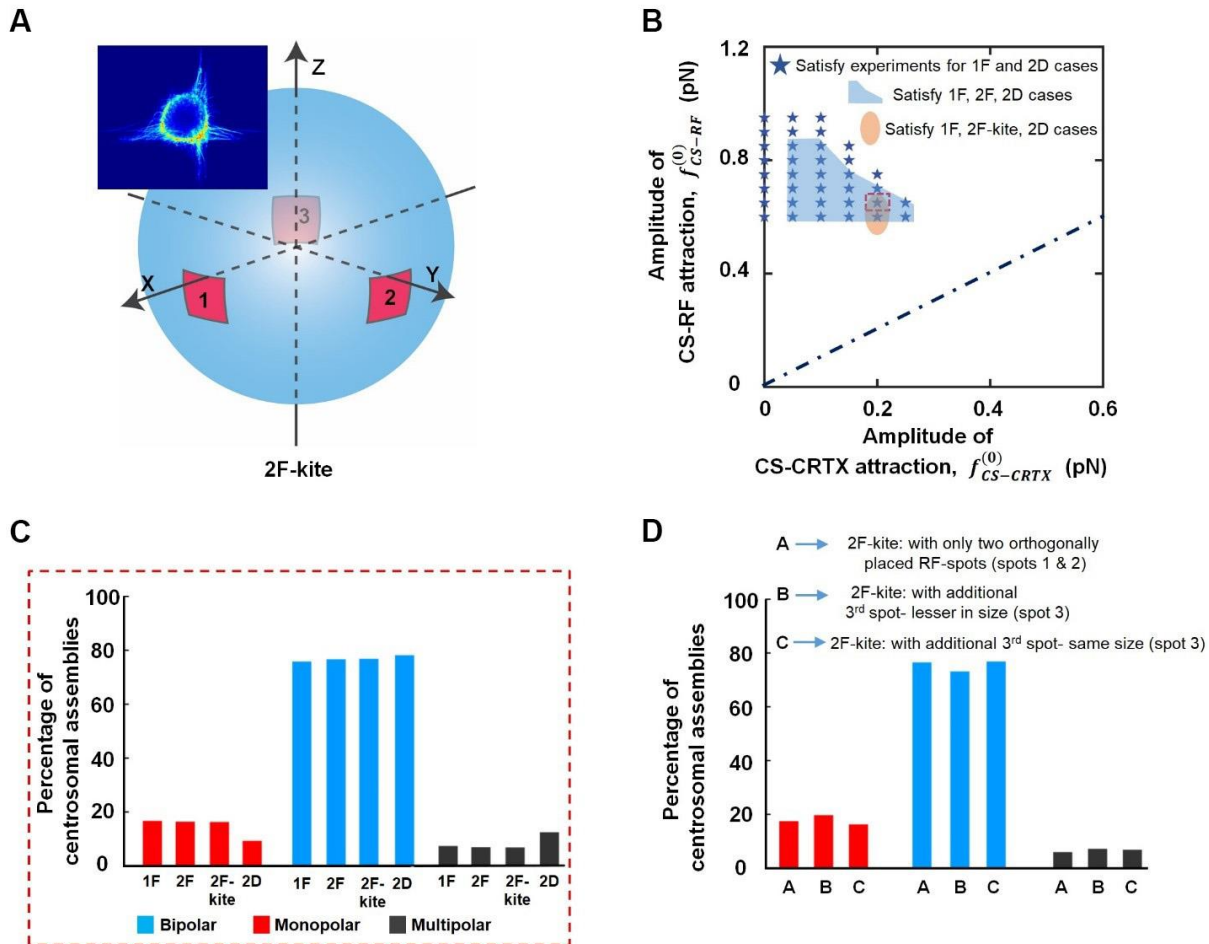 A
Z
3
X
Y
1
2
2F-kite
B
Amplitude of
CS-RF attraction, f_{CS-RF}^{(0)} (pN)
1.2
0.8
0.4
0
Satisfy experiments for 1F and 2D cases
Satisfy 1F, 2F, 2D cases
Satisfy 1F, 2F-kite, 2D cases
0 0.2 0.4 0.6
Amplitude of
CS-CRTX attraction, f_{CS-CRTX}^{(0)} (pN)
C
Percentage of
centrosomal assemblies
100
80
60
40
20
0
1F 2F 2F-kite 2D 1F 2F 2F-kite 2D 1F 2F 2F-kite 2D
Bipolar Monopolar Multipolar
D
A 2F-kite: with only two orthogonally
placed RF-spots (spots 1 & 2)
B 2F-kite: with additional
3rd spot- lesser in size (spot 3)
C 2F-kite: with additional 3rd spot- same size (spot 3)
Percentage of
centrosomal assemblies
100
80
60
40
20
0
A B C A B C A B C